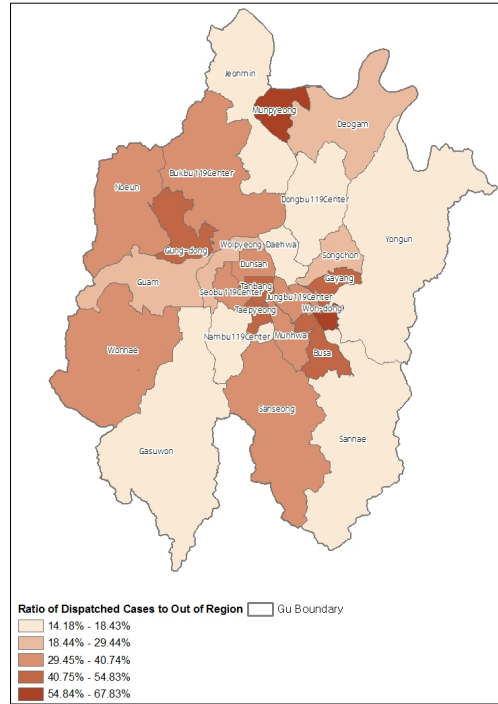 Jeonmin
Munpyeong
Deogam
Bukbu119Center
Noeun
Dongbu119Center
Yongun
Gung-dong
Wolpyeong
Daehwa
Songchon
Dunsan
Guam
Gayang
Tanbang
Seobu119Center
Jungbu119Center
Taepyeong
Won-dong
Nambu119Center
Munhwa
Wonnae
Busa
Sanseong
Sannae
Gasuwon
Ratio of Dispatched Cases to Out of Region
Gu Boundary
14.18% - 18.43%
18.44% - 29.44%
29.45% - 40.74%
40.75% - 54.83%
54.84% - 67.83%